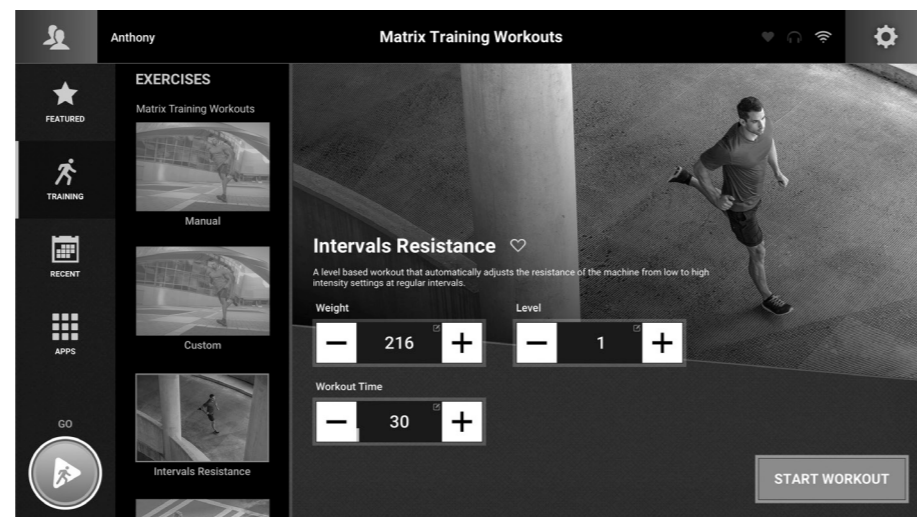 Anthony
Matrix Training Workouts
FEATURED
TRAINING
RECENT
APPS
GO
EXERCISES
Matrix Training Workouts
Manual
Custom
Intervals Resistance
Intervals Resistance
A level based workout that automatically adjusts the resistance of the machine from low to high
intensity settings at regular intervals.
Weight
Level
216
1
Workout Time
30
START WORKOUT